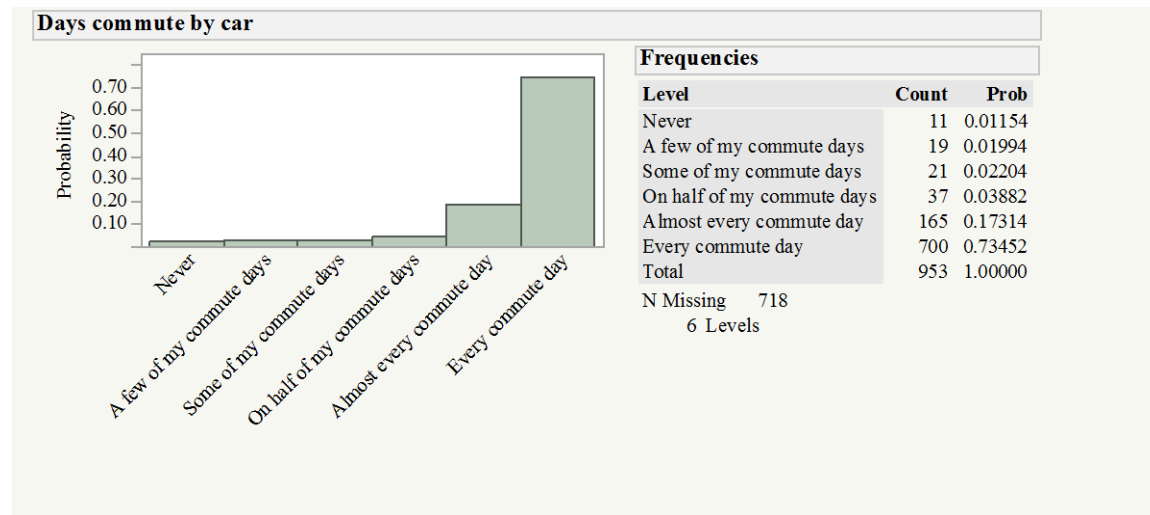 Days commute by car
Probability
0.70
0.60
0.50
0.40
0.30
0.20
0.10
Never
A few of my commute days
Some of my commute days
On half of my commute days
Almost every commute day
Every commute day
Frequencies
Level Count Prob
Never 11 0.01154
A few of my commute days 19 0.01994
Some of my commute days 21 0.02204
On half of my commute days 37 0.03882
Almost every commute day 165 0.17314
Every commute day 700 0.73452
Total 953 1.00000
N Missing 718
6 Levels